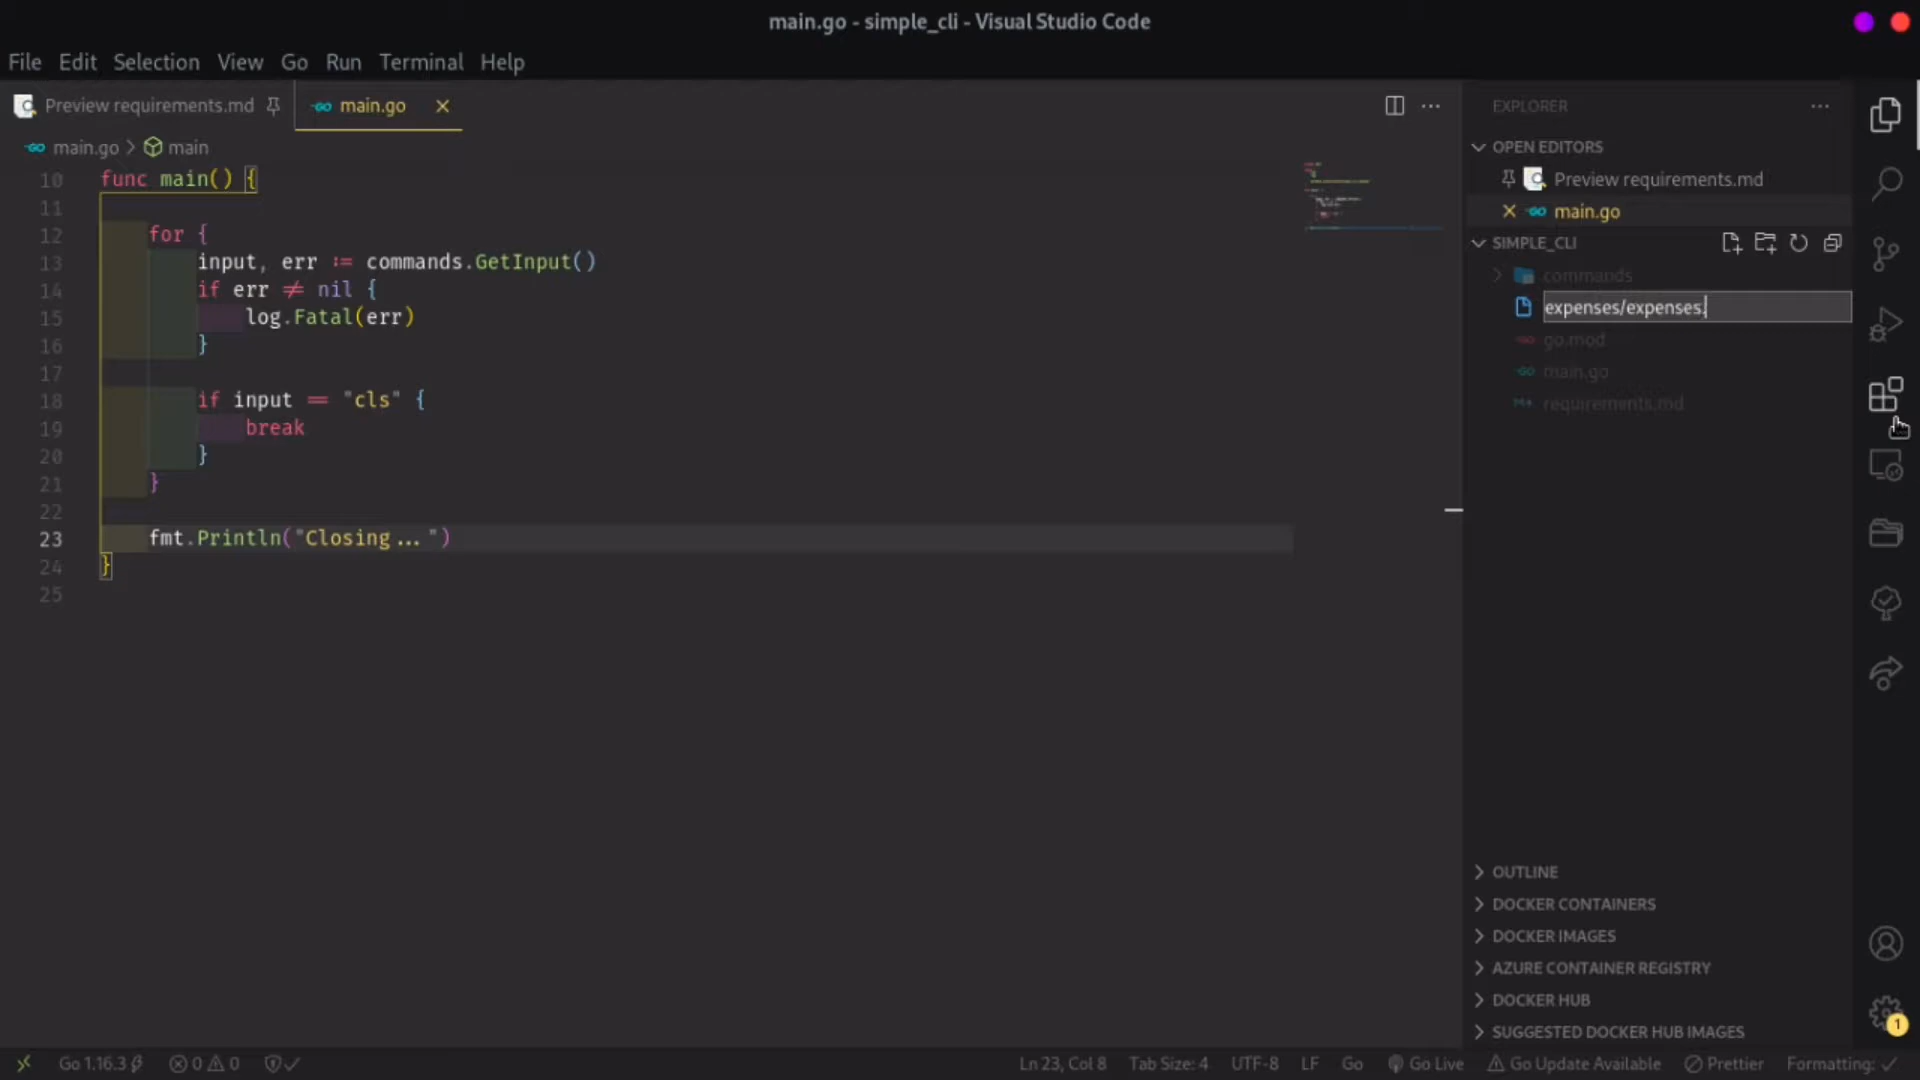 main.go - simple_cli - Visual Studio Code
File Edit Selection View Go Run Terminal Help
Preview requirements.md
main.go
main.go > main
10 func main() {
11
12 for {
13 input, err := commands.GetInput()
14 if err ≠ nil {
15 log.Fatal(err)
16 }
17
18 if input == "cls" {
19 break
20 }
21 }
22
23 fmt.Println("Closing...")
24 }
25
EXPLORER
OPEN EDITORS
Preview requirements.md
main.go
SIMPLE_CLI
commands
expenses/expenses.
go.mod
main.go
requirements.md
OUTLINE
DOCKER CONTAINERS
DOCKER IMAGES
AZURE CONTAINER REGISTRY
DOCKER HUB
SUGGESTED DOCKER HUB IMAGES
1
Go 1.16.3 0 0 Ln 23, Col 8 Tab Size: 4 UTF-8 LF Go Go Live Go Update Available Prettier Formatting: ✓